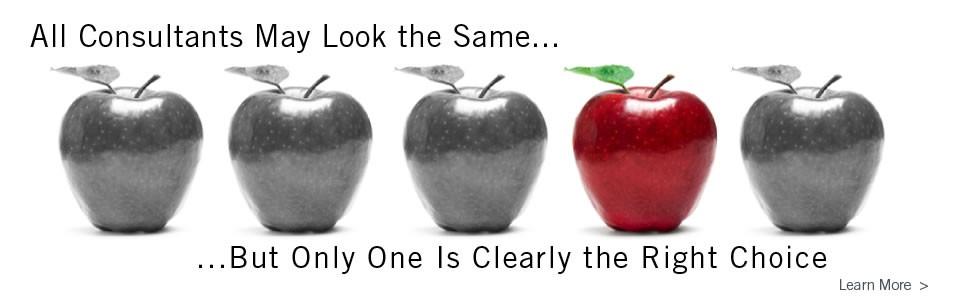 All Consultants May Look the Same...
...But Only One Is Clearly the Right Choice
Learn More >